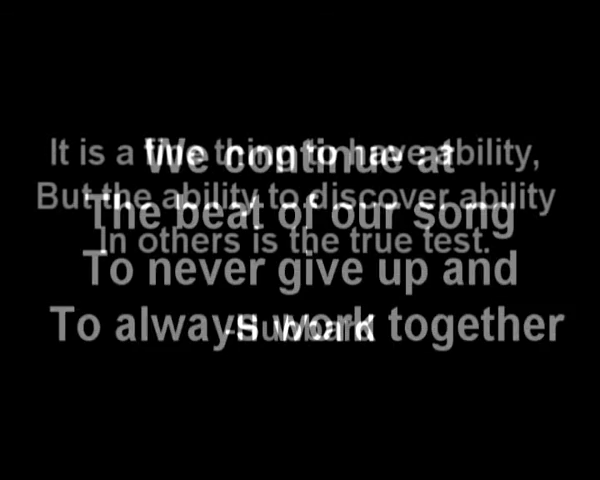 It is a fine thing to have ability,
But the ability to discover ability
In others is the true test.
-Hubbard
We continue at
The beat of our song
To never give up and
To always work together